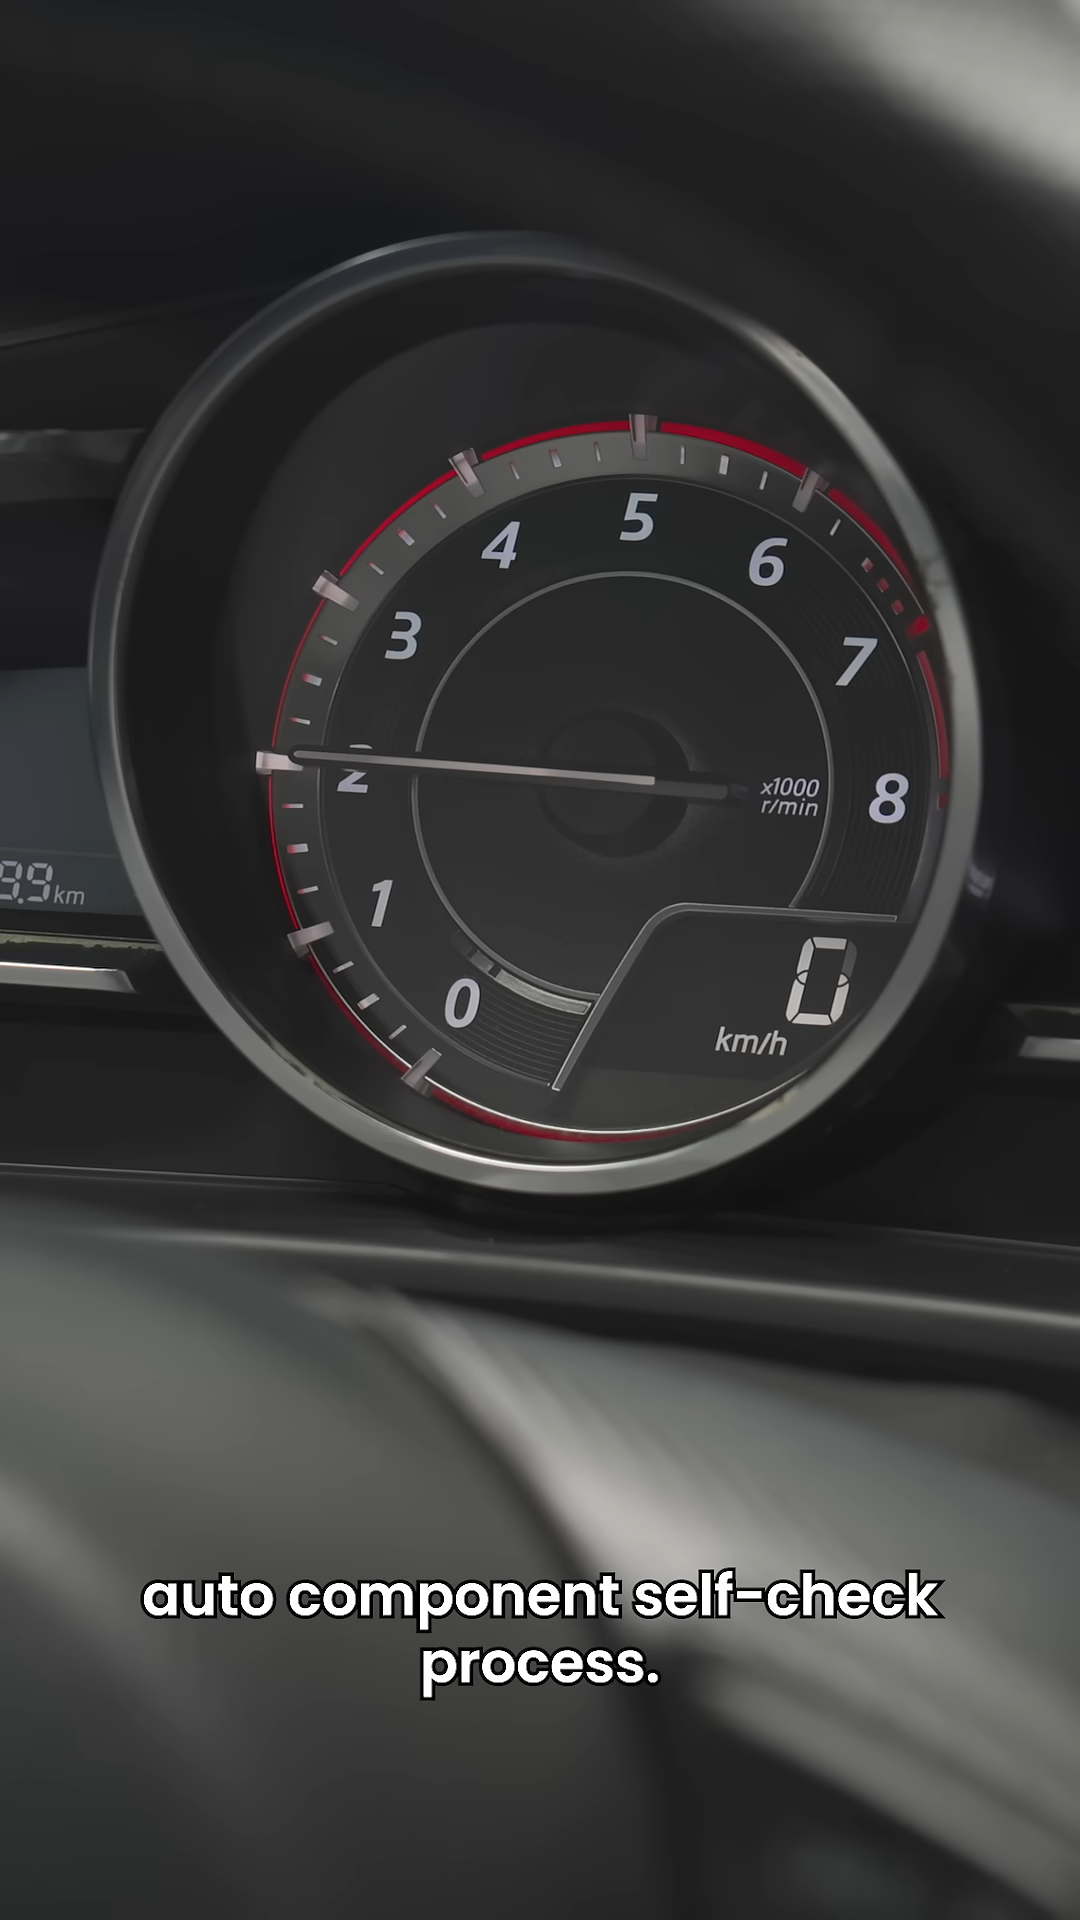 5
4
6
3
7
2
x1000
r/min
8
km
1
0
0
km/h
auto component self-check
process.